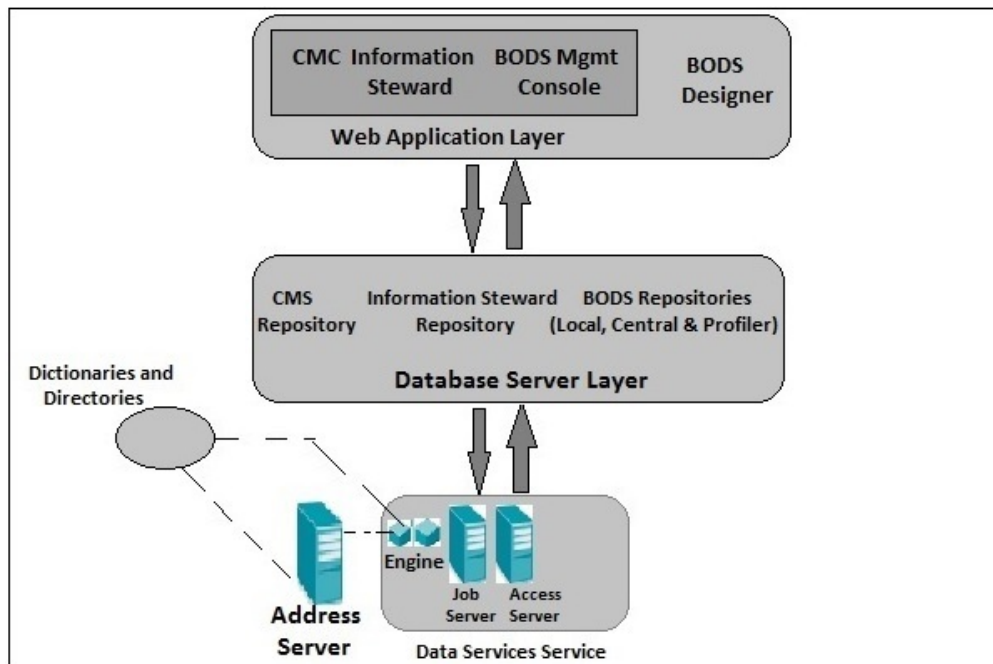 CMC Information Steward
BODS Mgmt Console
BODS Designer
Web Application Layer
CMS Repository
Information Steward Repository
BODS Repositories
(Local, Central & Profiler)
Database Server Layer
Dictionaries and
Directories
Engine
Job Server
Access Server
Address Server
Data Services Service